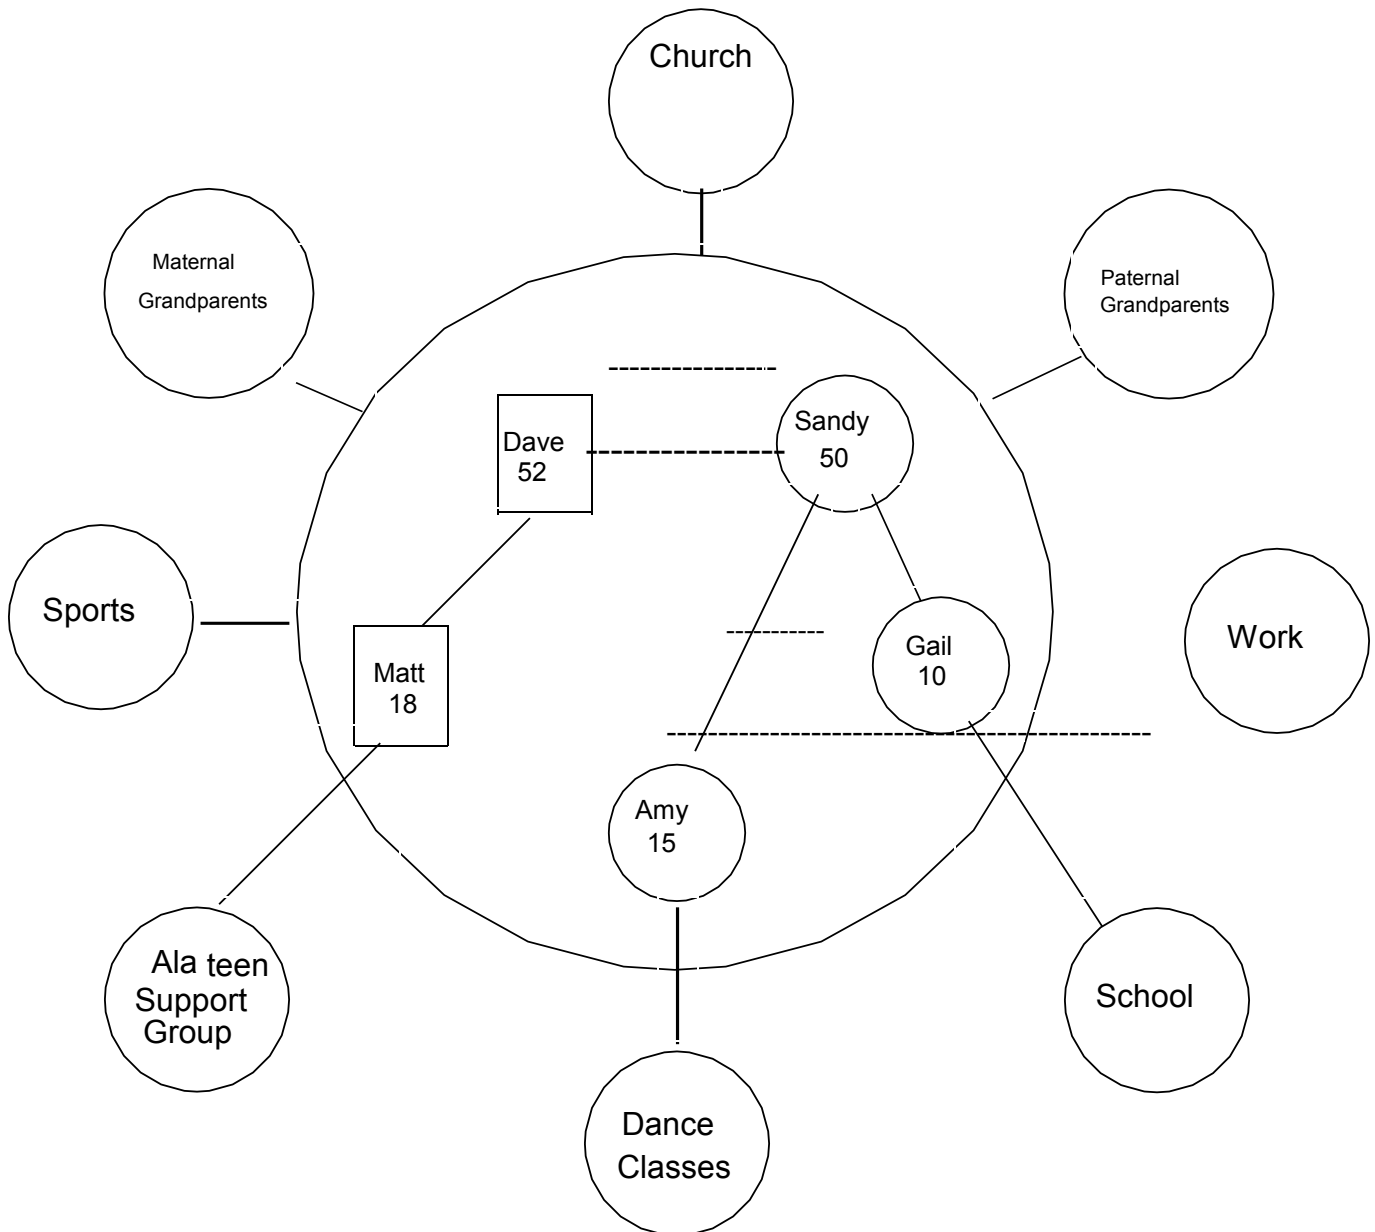 Church
Maternal
Grandparents
Paternal
Grandparents
Dave
52
Sandy
50
Sports
Matt
18
Gail
10
Work
Amy
15
Ala teen
Support
Group
School
Dance
Classes